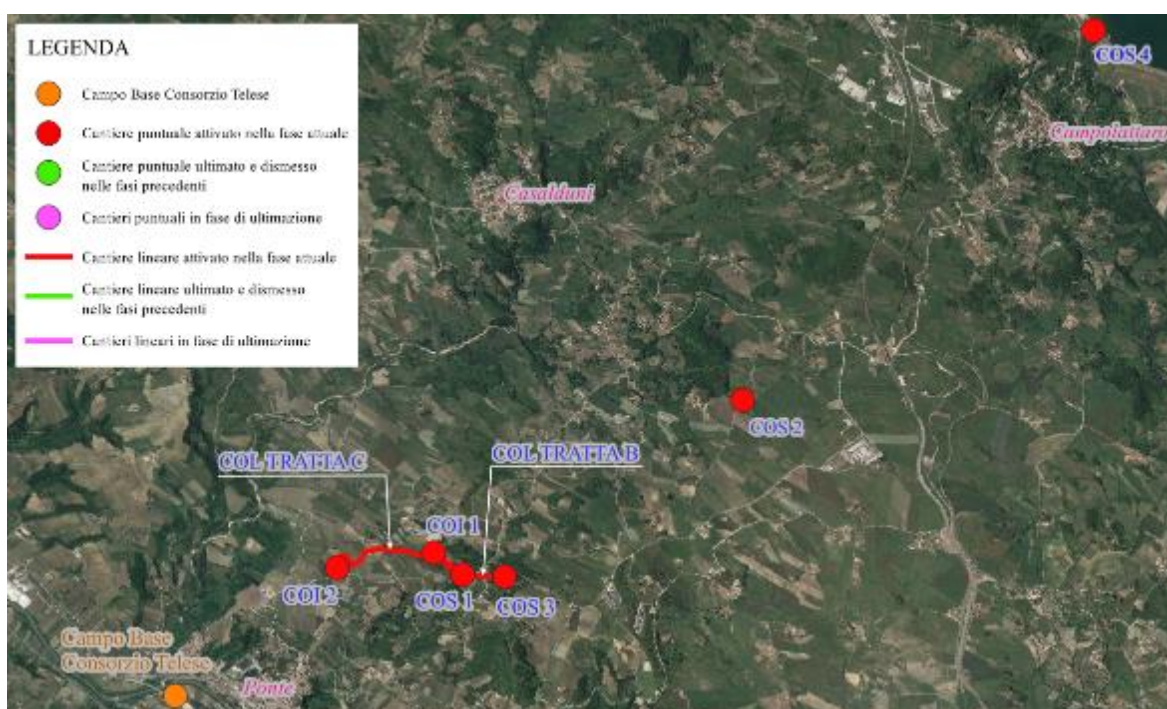 LEGENDA
Campo Base Consorzio Telese
Cantiere puntuale attivato nella fase attuale
Cantiere puntuale ultimato e dismesso
nelle fasi precedenti
Cantieri puntuali in fase di ultimazione
Cantiere lineare attivato nella fase attuale
Cantiere lineare ultimato e dismesso
nelle fasi precedenti
Cantieri lineari in fase di ultimazione
COS 4
Campolattaro
Casalduni
COS 2
COL TRATTA C
COL TRATTA B
COI 1
COI 2
COS 1
COS 3
Campo Base
Consorzio Telese
Ponte